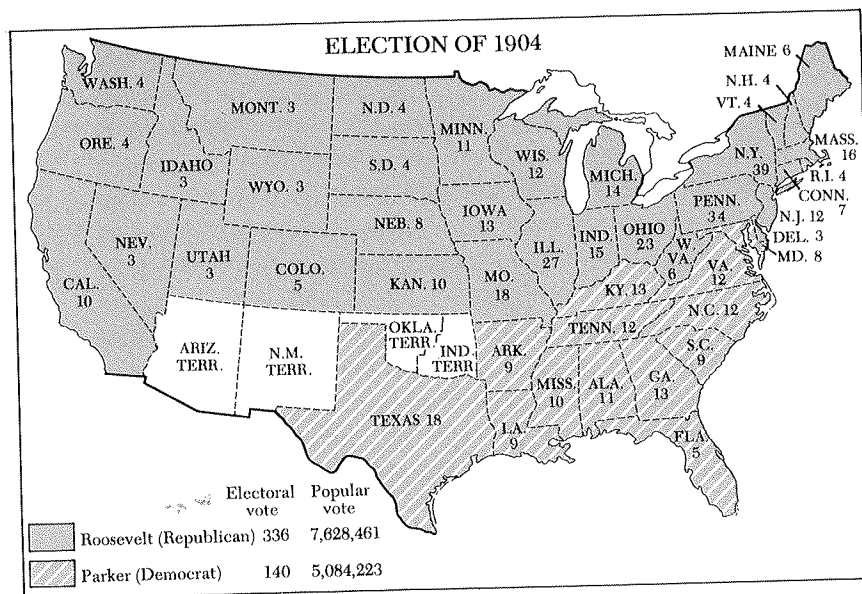 ELECTION OF 1904
WASH. 4
ORE. 4
CAL.
10
NEV.
3
IDAHO
3
MONT. 3
WYO. 3
UTAH
3
COLO.
5
ARIZ.
TERR.
N.M.
TERR.
N.D. 4
S.D. 4
NEB. 8
KAN. 10
OKLA.
TERR.
IND.
TERR
TEXAS 18
MINN.
11
IOWA
13
MO.
18
ARK.
9
LA.
9
WIS.
12
ILL.
27
MICH.
14
IND.
15
OHIO
23
KY. 13
TENN. 12
MISS.
10
ALA.
11
GA.
13
FLA.
5
S.C.
9
N.C. 12
VA.
12
W.
VA.
6
PENN.
34
N.Y.
39
MAINE 6
N.H. 4
VT. 4
MASS.
16
R.I. 4
CONN.
7
N.J. 12
DEL. 3
MD. 8
Electoral vote
Popular vote
Roosevelt (Republican) 336 7,628,461
Parker (Democrat) 140 5,084,223